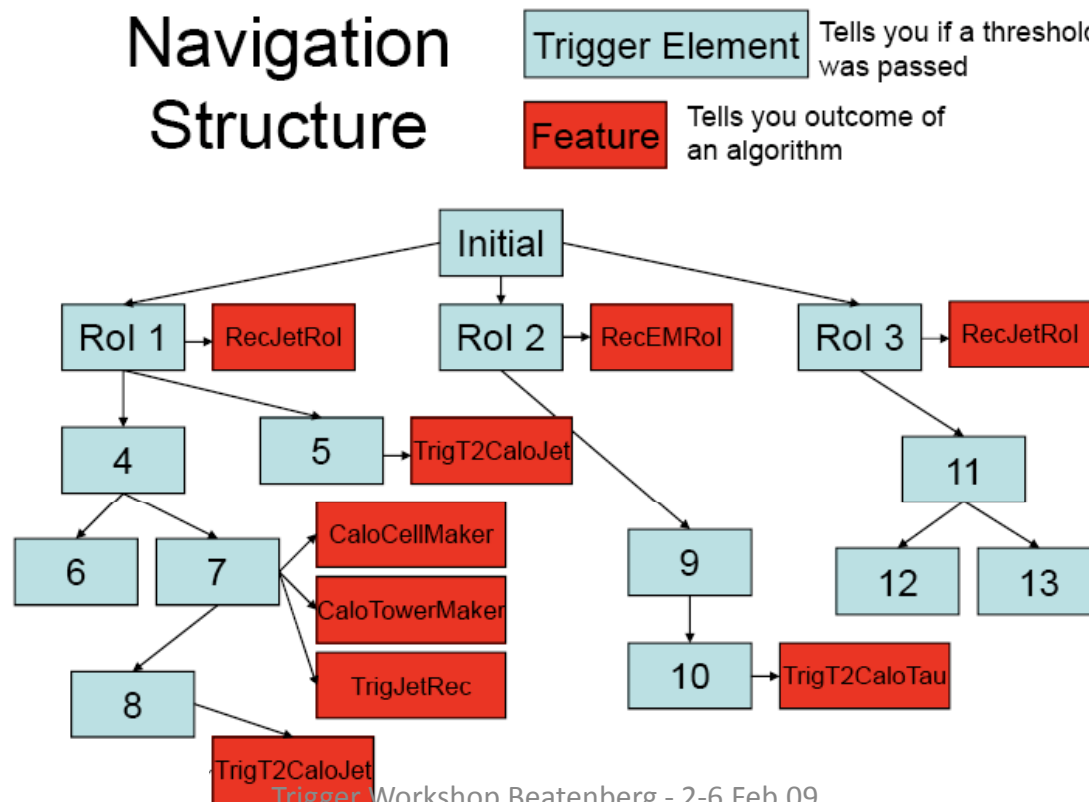 Navigation
Structure
Trigger Element
Tells you if a threshold
was passed
Feature
Tells you outcome of
an algorithm
Initial
RoI 1
RecJetRoI
RoI 2
RecEMRoI
RoI 3
RecJetRoI
4
5
TrigT2CaloJet
11
6
7
CaloCellMaker
CaloTowerMaker
TrigJetRec
9
12
13
8
10
TrigT2CaloTau
TrigT2CaloJet
Trigger Workshop Beatenberg - 2-6 Feb 09